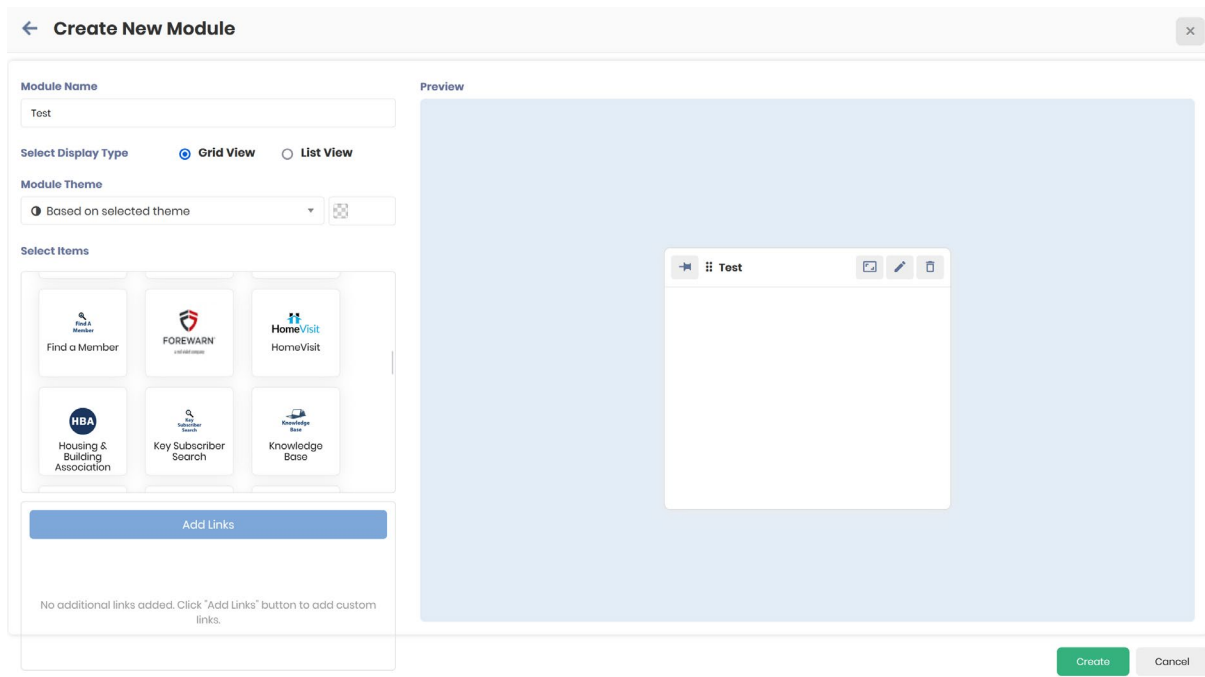 Create New Module
Module Name
Test
Select Display Type
Grid View
List View
Module Theme
Based on selected theme
Select Items
Find A
Member
Find a Member
FOREWARN
HomeVisit
HomeVisit
HBA
Housing &
Building
Association
Key
Subscriber
Search
Key Subscriber
Search
Knowledge
Base
Knowledge
Base
Add Links
No additional links added. Click "Add Links" button to add custom
links.
Preview
Test
Create
Cancel